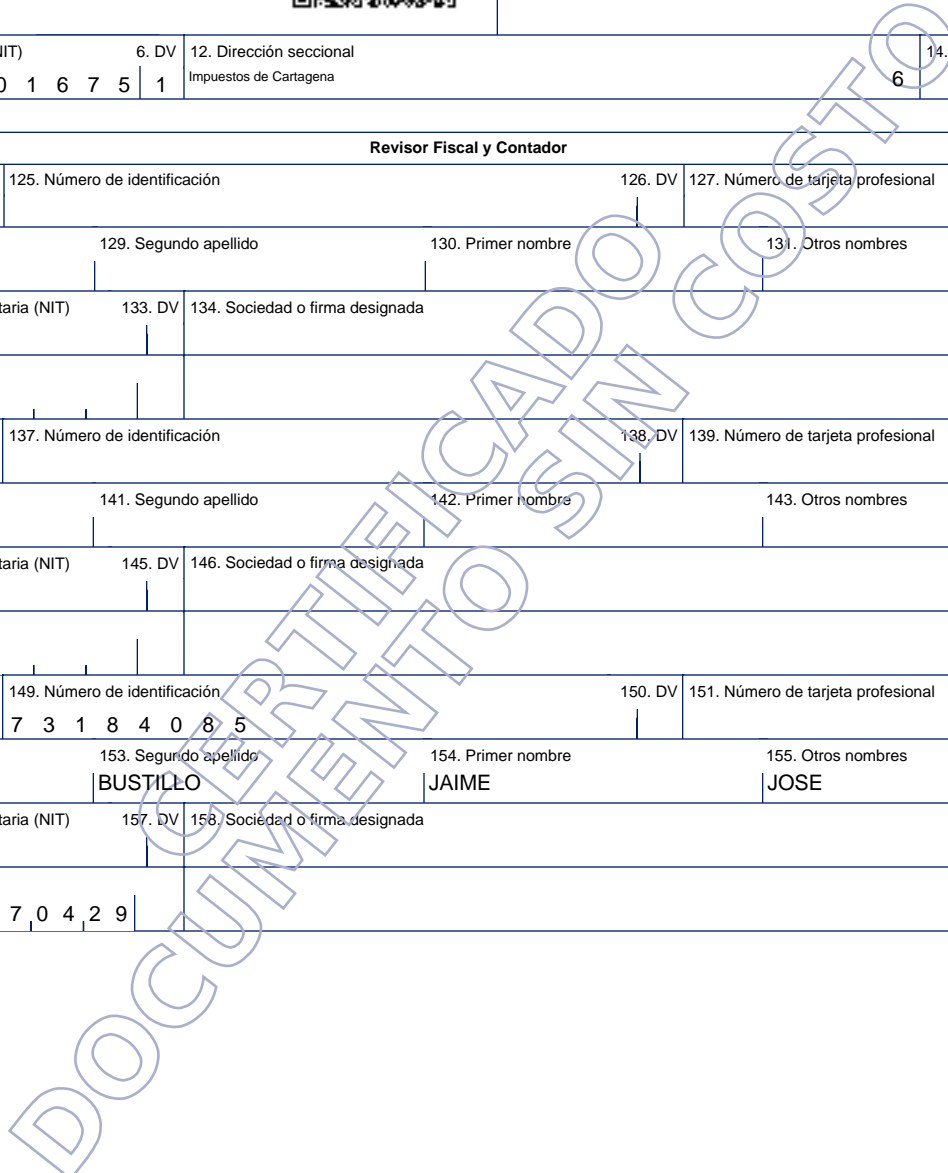 IIT) 6. DV 12. Dirección seccional 14.
0 1 6 7 5 1 Impuestos de Cartagena 6
Revisor Fiscal y Contador
125. Número de identificación 126. DV 127. Número de tarjeta profesional
129. Segundo apellido 130. Primer nombre 131. Otros nombres
taria (NIT) 133. DV 134. Sociedad o firma designada
137. Número de identificación 138. DV 139. Número de tarjeta profesional
141. Segundo apellido 142. Primer nombre 143. Otros nombres
taria (NIT) 145. DV 146. Sociedad o firma designada
149. Número de identificación 150. DV 151. Número de tarjeta profesional
7 3 1 8 4 0 8 5
153. Segundo apellido 154. Primer nombre 155. Otros nombres
BUSTILLO JAIME JOSE
taria (NIT) 157. DV 158. Sociedad o firma designada
7 0 4 2 9
CERTIFICADO
DOCUMENTO SIN COSTO